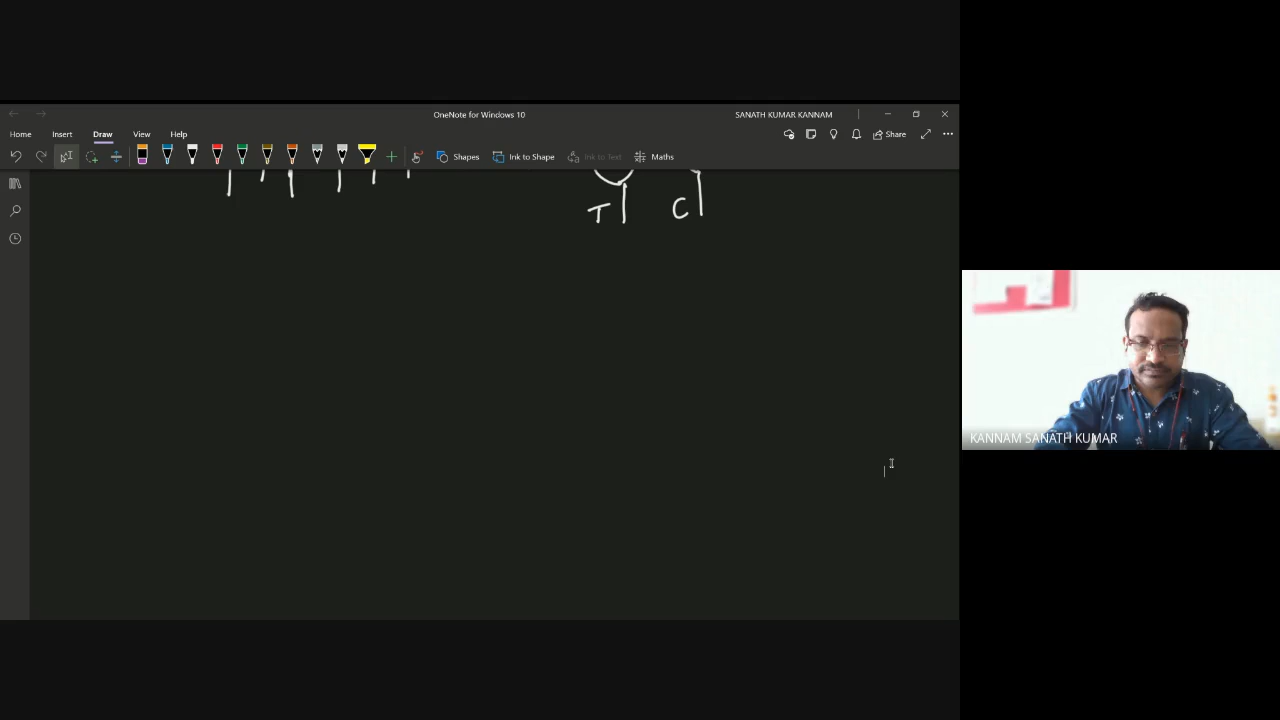 OneNote for Windows 10
SANATH KUMAR KANNAM
Home Insert Draw View Help
Share
Shapes Ink to Shape Ink to Text Maths
T C
KANNAM SANATH KUMAR